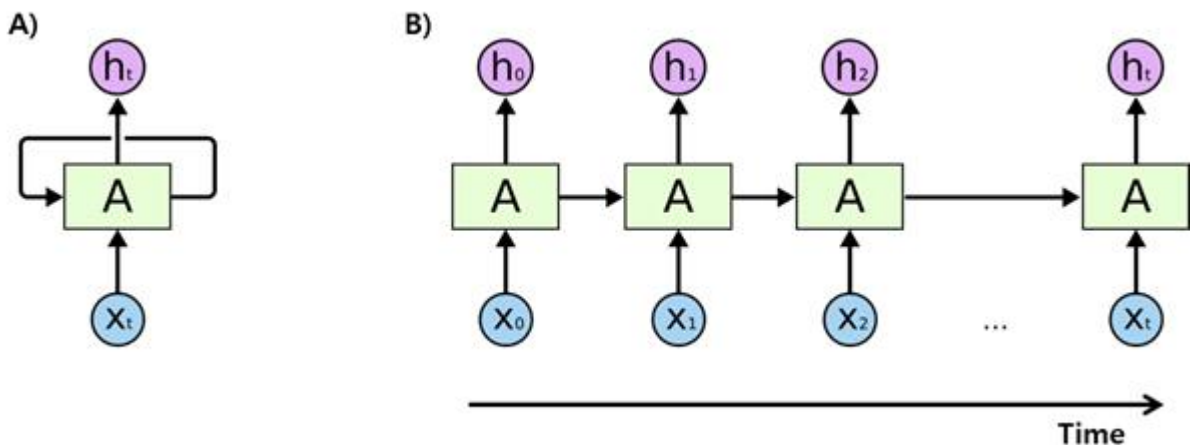 A)
B)
hₜ
h₀
h₁
h₂
hₜ
A
A
A
A
A
xₜ
x₀
x₁
x₂
...
xₜ
Time